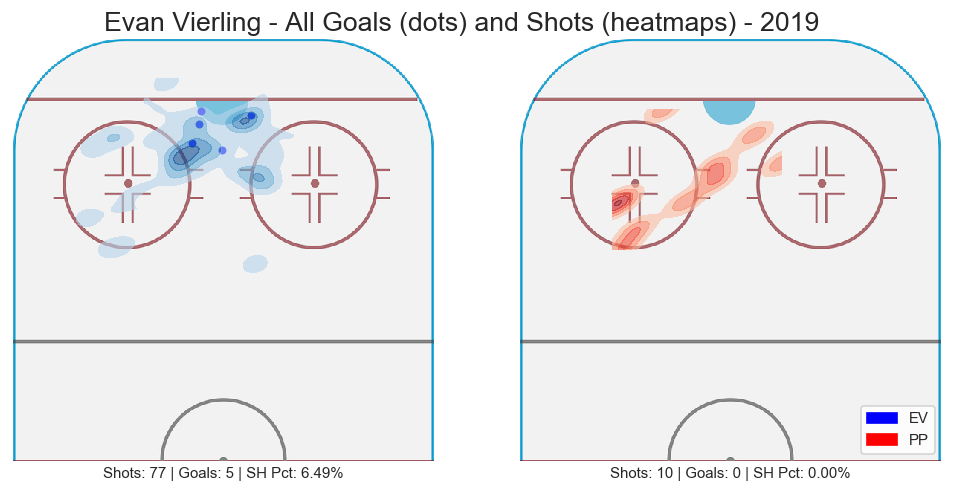 Evan Vierling - All Goals (dots) and Shots (heatmaps) - 2019
EV
PP
Shots: 77 | Goals: 5 | SH Pct: 6.49%
Shots: 10 | Goals: 0 | SH Pct: 0.00%